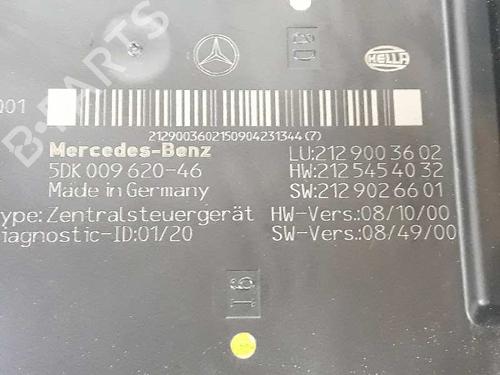 B-PARTS
HELLA
001
2129003602150904231344(7)
Mercedes-Benz LU:212 900 36 02
5DK 009 620-46 HW:212 545 40 32
Made in Germany SW:212 902 66 01
ype:Zentralsteuergerät HW-Vers.:08/10/00
iagnostic-ID:01/20 SW-Vers.:08/49/00